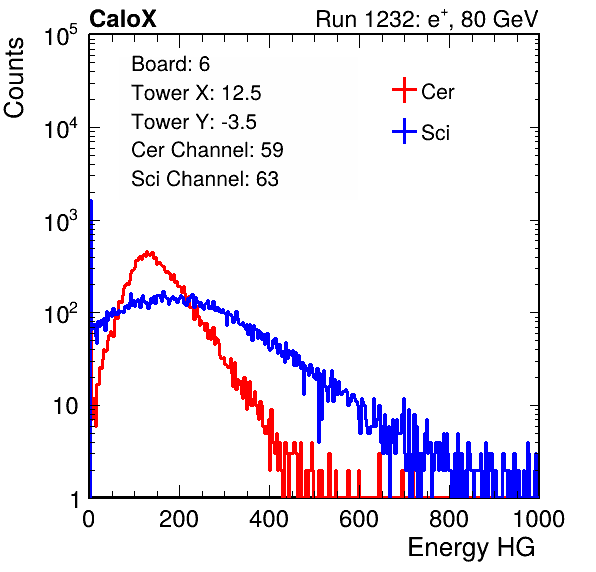 CaloX Run 1232: e⁺, 80 GeV
Counts
Board: 6
Tower X: 12.5
Tower Y: -3.5
Cer Channel: 59
Sci Channel: 63
Cer
Sci
10⁵
10⁴
10³
10²
10
1
0 200 400 600 800 1000
Energy HG